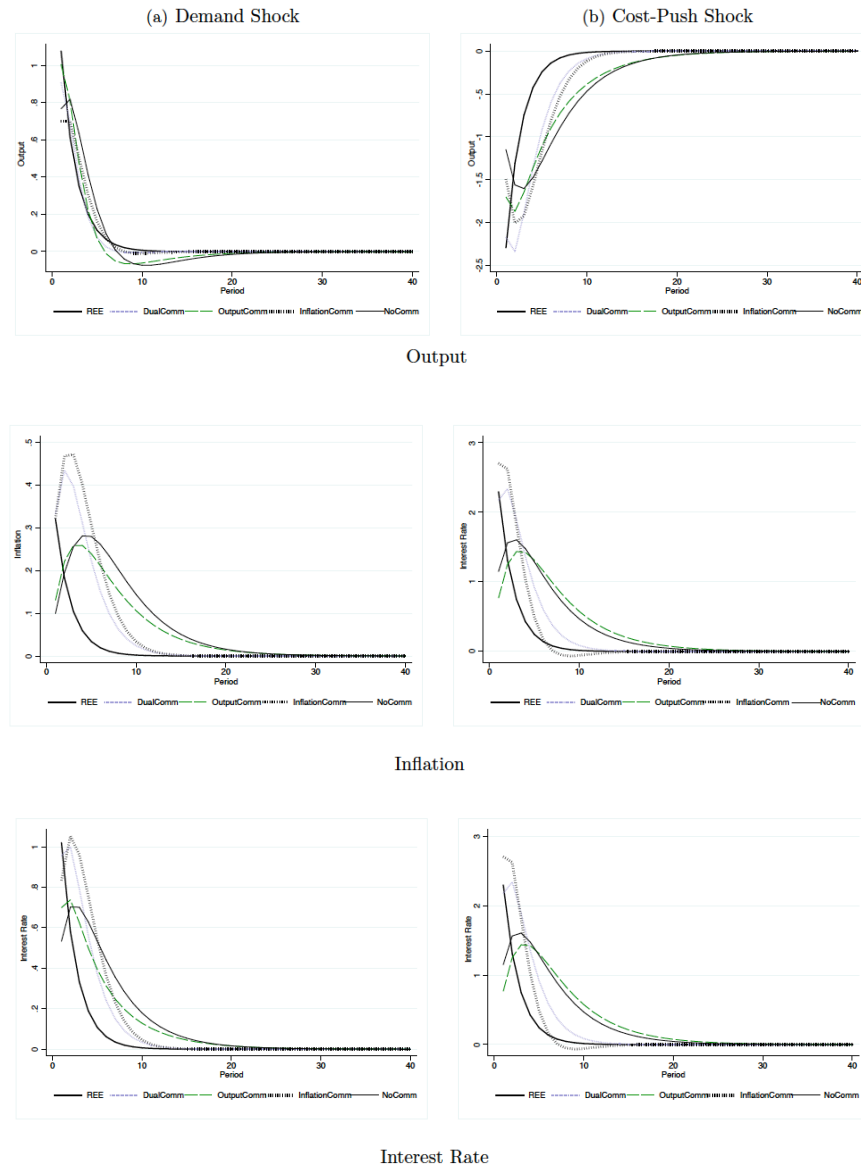 (a) Demand Shock
(b) Cost-Push Shock
Output
1
.8
.6
.4
.2
0
0 10 20 30 40
Period
REE DualComm OutputComm InflationComm NoComm
Output
0
-.5
-1
-1.5
-2
-2.5
0 10 20 30 40
Period
REE DualComm OutputComm InflationComm NoComm
Output
Inflation
.5
.4
.3
.2
.1
0
0 10 20 30 40
Period
REE DualComm OutputComm InflationComm NoComm
Interest Rate
3
2
1
0
0 10 20 30 40
Period
REE DualComm OutputComm InflationComm NoComm
Inflation
Interest Rate
1
.8
.6
.4
.2
0
0 10 20 30 40
Period
REE DualComm OutputComm InflationComm NoComm
Interest Rate
3
2
1
0
0 10 20 30 40
Period
REE DualComm OutputComm InflationComm NoComm
Interest Rate